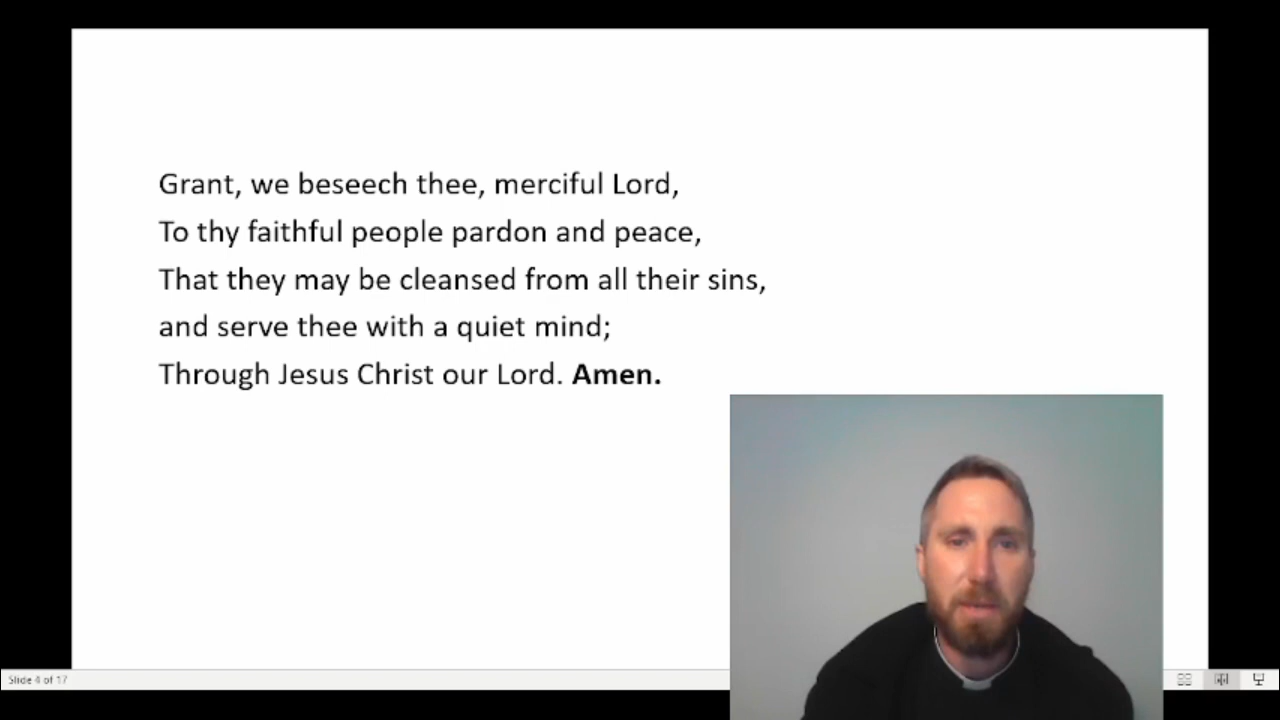 Grant, we beseech thee, merciful Lord,
To thy faithful people pardon and peace,
That they may be cleansed from all their sins,
and serve thee with a quiet mind;
Through Jesus Christ our Lord. Amen.
Slide 4 of 17